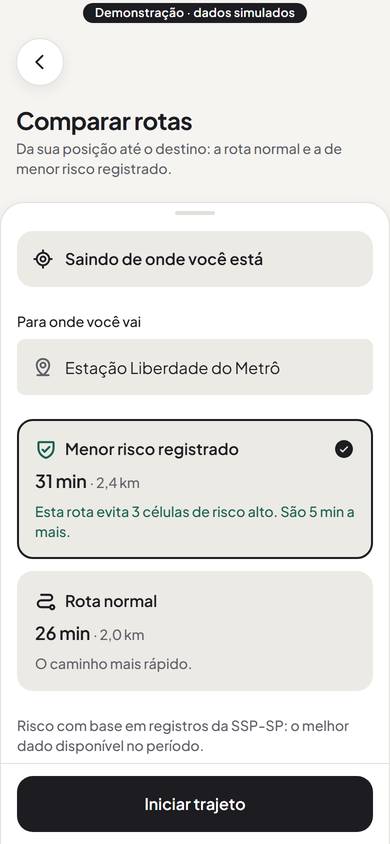 Demonstração · dados simulados
Comparar rotas
Da sua posição até o destino: a rota normal e a de
menor risco registrado.
Saindo de onde você está
Para onde você vai
Estação Liberdade do Metrô
Menor risco registrado
31 min · 2,4 km
Esta rota evita 3 células de risco alto. São 5 min a
mais.
Rota normal
26 min · 2,0 km
O caminho mais rápido.
Risco com base em registros da SSP-SP: o melhor
dado disponível no período.
Iniciar trajeto